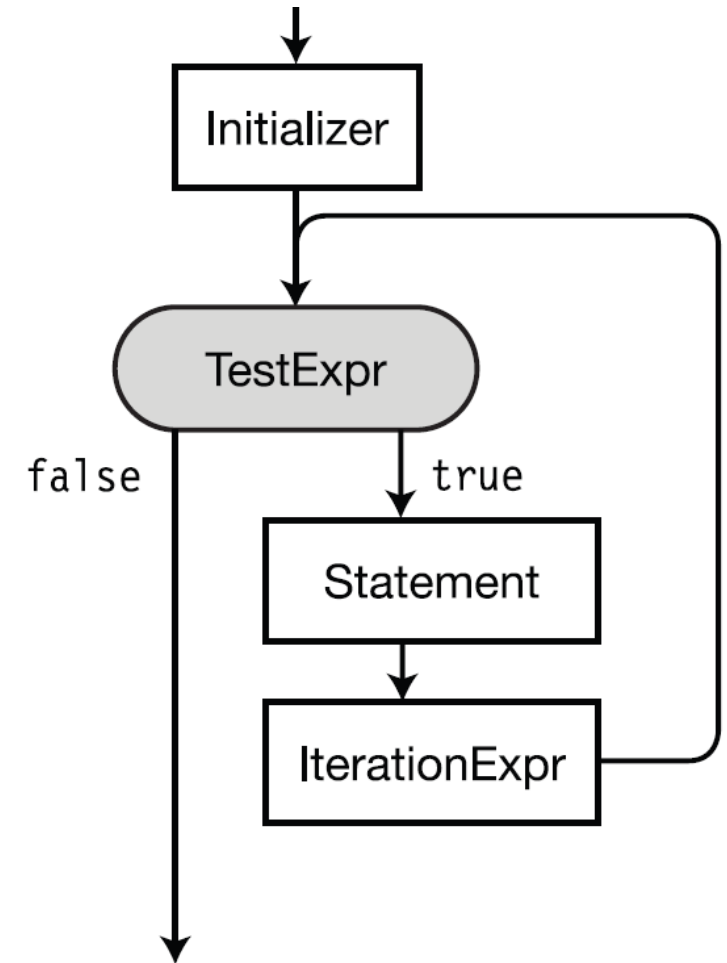 Initializer
TestExpr
false
true
Statement
IterationExpr